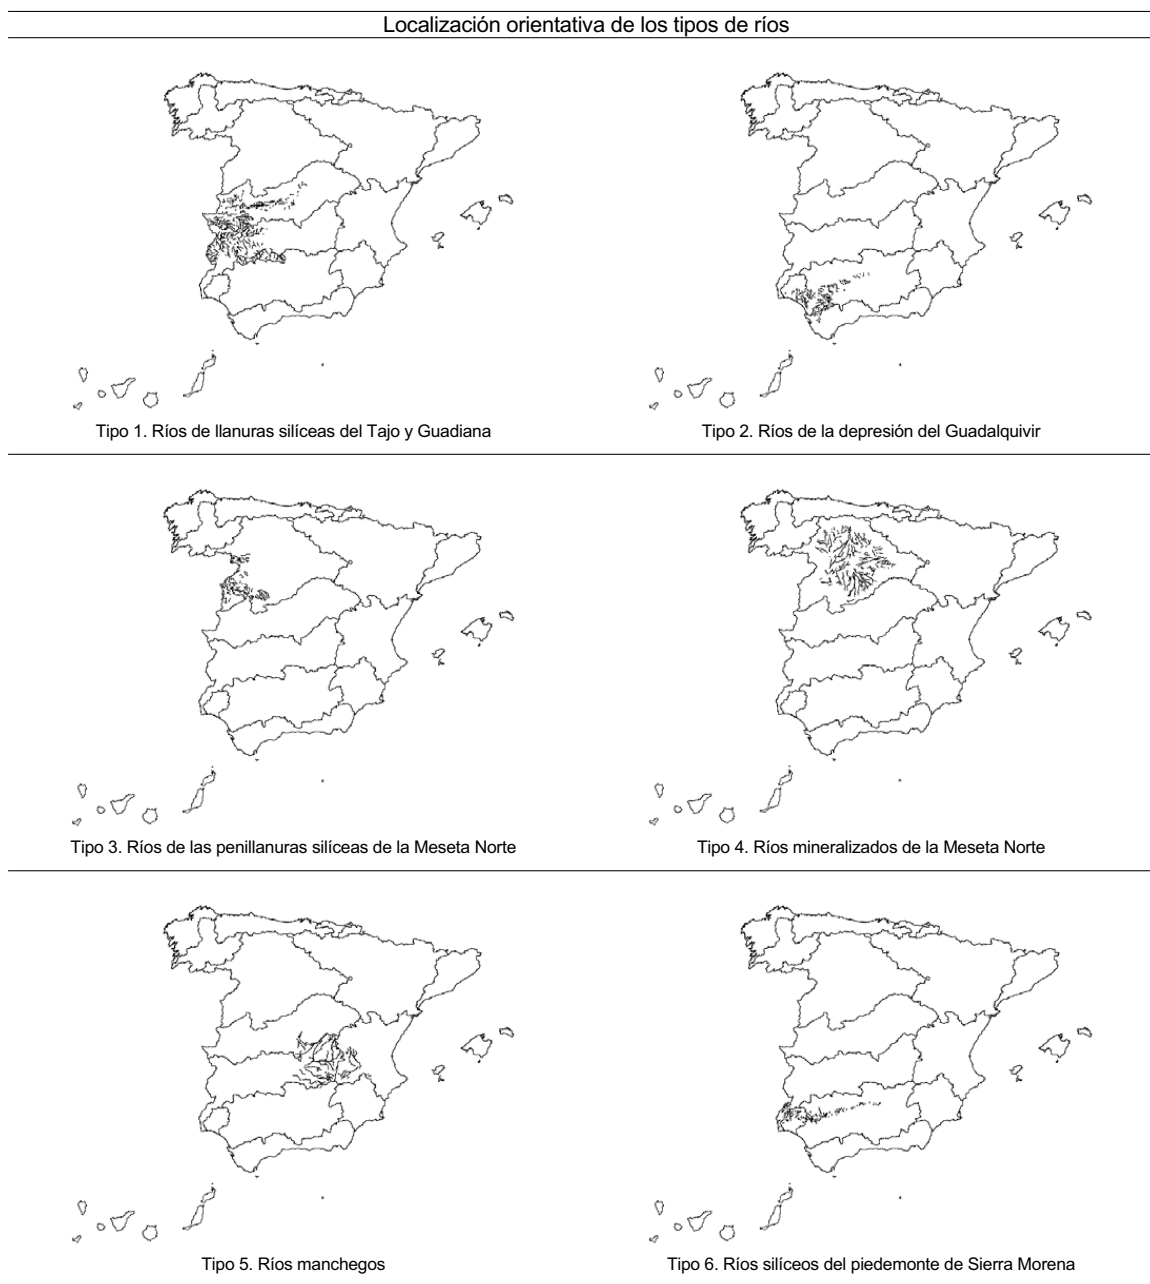 Localización orientativa de los tipos de ríos
Tipo 1. Ríos de llanuras silíceas del Tajo y Guadiana
Tipo 2. Ríos de la depresión del Guadalquivir
Tipo 3. Ríos de las penillanuras silíceas de la Meseta Norte
Tipo 4. Ríos mineralizados de la Meseta Norte
Tipo 5. Ríos manchegos
Tipo 6. Ríos silíceos del piedemonte de Sierra Morena